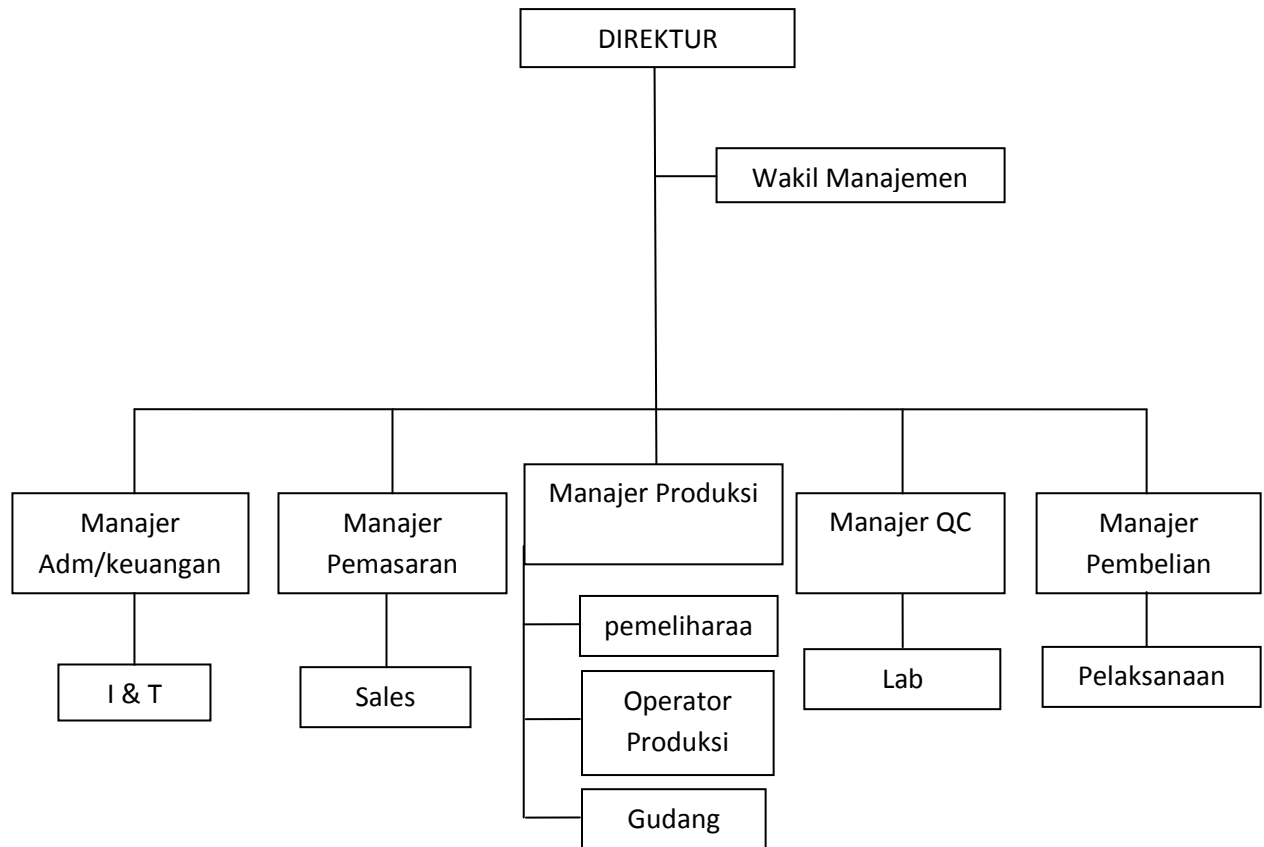 DIREKTUR
Wakil Manajemen
Manajer
Adm/keuangan
Manajer
Pemasaran
Manajer Produksi
Manajer QC
Manajer
Pembelian
pemeliharaa
I & T
Sales
Operator
Produksi
Lab
Pelaksanaan
Gudang